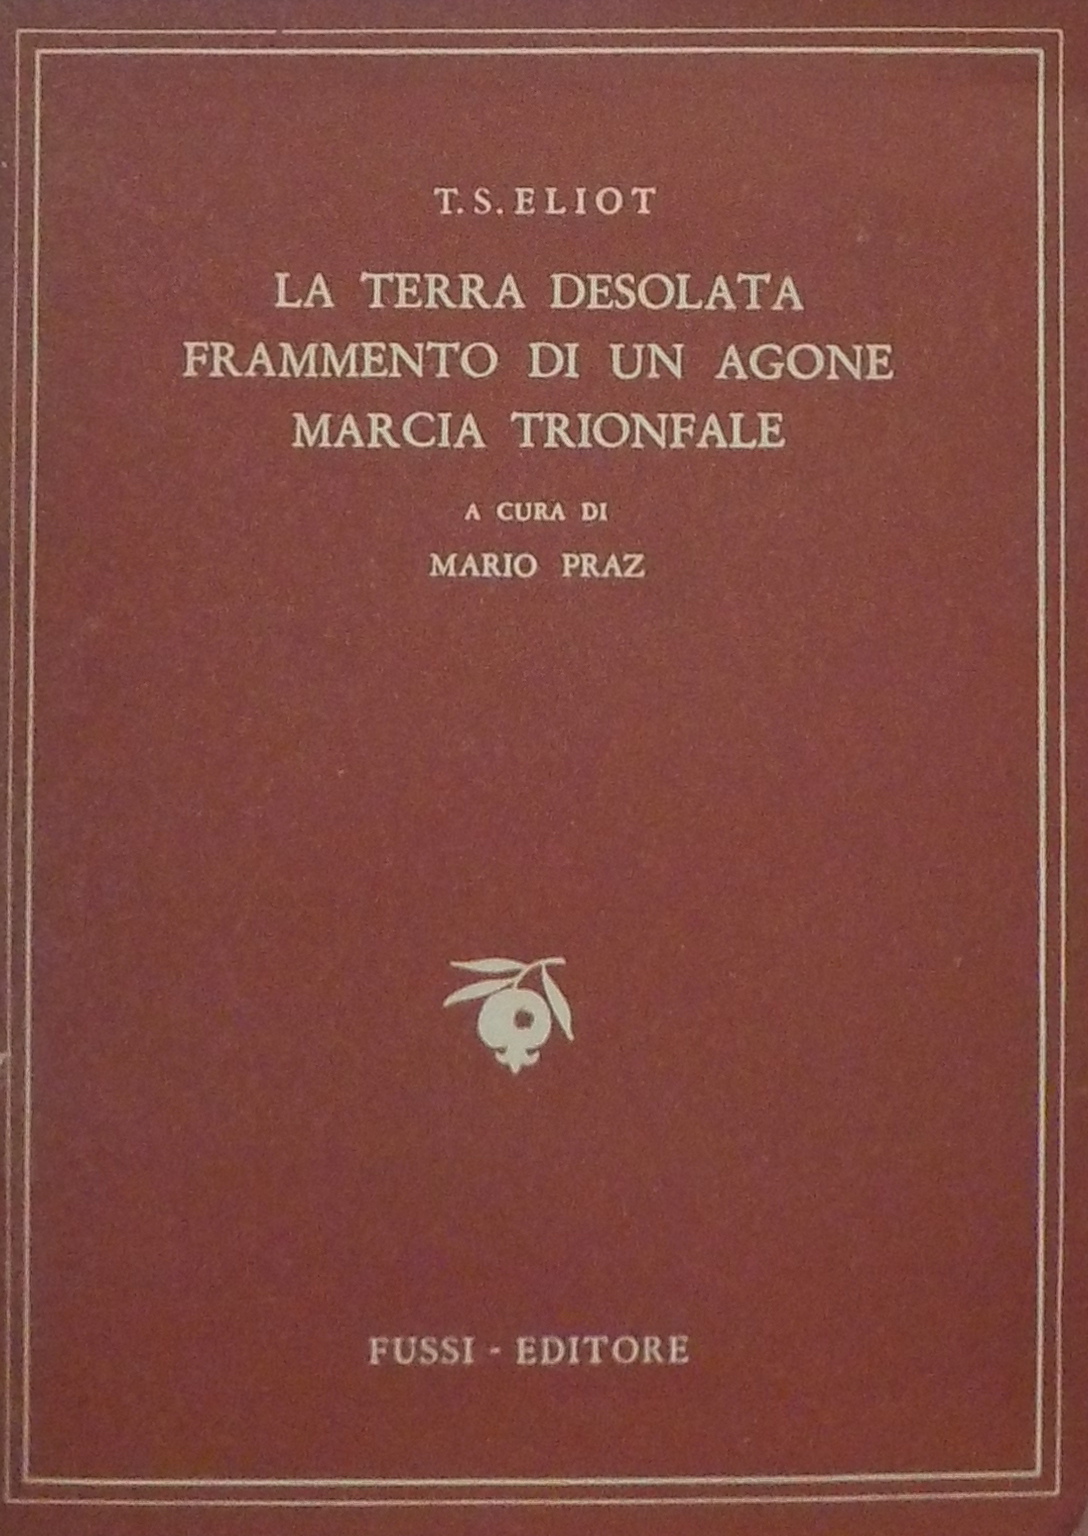 T. S. ELIOT
LA TERRA DESOLATA
FRAMMENTO DI UN AGONE
MARCIA TRIONFALE
A CURA DI
MARIO PRAZ
FUSSI - EDITORE